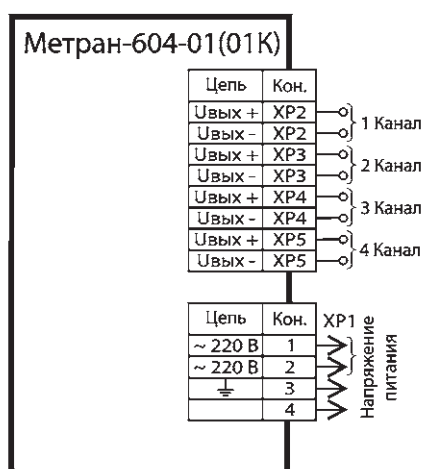 Метран-604-01(01К)
Цепь Кон.
Uвых + XP2
Uвых - XP2
1 Канал
Uвых + XP3
Uвых - XP3
2 Канал
Uвых + XP4
Uвых - XP4
3 Канал
Uвых + XP5
Uвых - XP5
4 Канал
Цепь Кон. XP1
~ 220 В 1
~ 220 В 2
3
4
Напряжение
питания